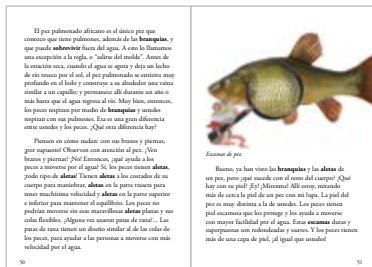 El pez pulmonado africano es el único pez que
conozco que tiene pulmones, además de las branquias, y
que puede sobrevivir fuera del agua. A esto lo llamamos
una excepción a la regla, o “salirse del molde”. Antes de
la estación seca, cuando el agua se agota y deja un lecho
de río reseco por el sol, el pez pulmonado se entierra muy
profundo en el lodo y construye a su alrededor una vaina
similar a un capullo; y permanece allí durante un año o
más hasta que el agua regresa al río. Muy bien, entonces,
los peces respiran por medio de branquias y ustedes
respiran con sus pulmones. Esa es una gran diferencia
entre ustedes y los peces. ¿Qué otra diferencia hay?
Piensen en cómo nadan: con sus brazos y piernas,
¡por supuesto! Observen con atención al pez. ¿Ven
brazos y piernas? ¡No! Entonces, ¿qué ayuda a los
peces a moverse por el agua? Sí, los peces tienen aletas,
¡todo tipo de aletas! Tienen aletas a los costados de su
cuerpo para maniobrar, aletas en la parte trasera para
tener muchísima velocidad y aletas en la parte superior
e inferior para mantener el equilibrio. Los peces no
podrían moverse sin esas maravillosas aletas planas y sus
colas flexibles. ¿Alguna vez usaron patas de rana?... Las
patas de rana tienen un diseño similar al de las colas de
los peces, para ayudar a las personas a moverse con más
velocidad por el agua.
50
Escamas de pez
Bueno, ya han visto las branquias y las aletas de
un pez, pero ¿qué sucede con el resto del cuerpo? ¿Qué
hay con su piel? ¡Ey! ¡Mírenme! Allí estoy, mirando
más de cerca la piel de un pez con mi lupa. La piel del
pez es muy distinta a la de ustedes. Los peces tienen
piel escamosa que los protege y los ayuda a moverse
con mayor facilidad por el agua. Estas escamas duras y
superpuestas son redondeadas y suaves. Y los peces tienen
más de una capa de piel, ¡al igual que ustedes!
51